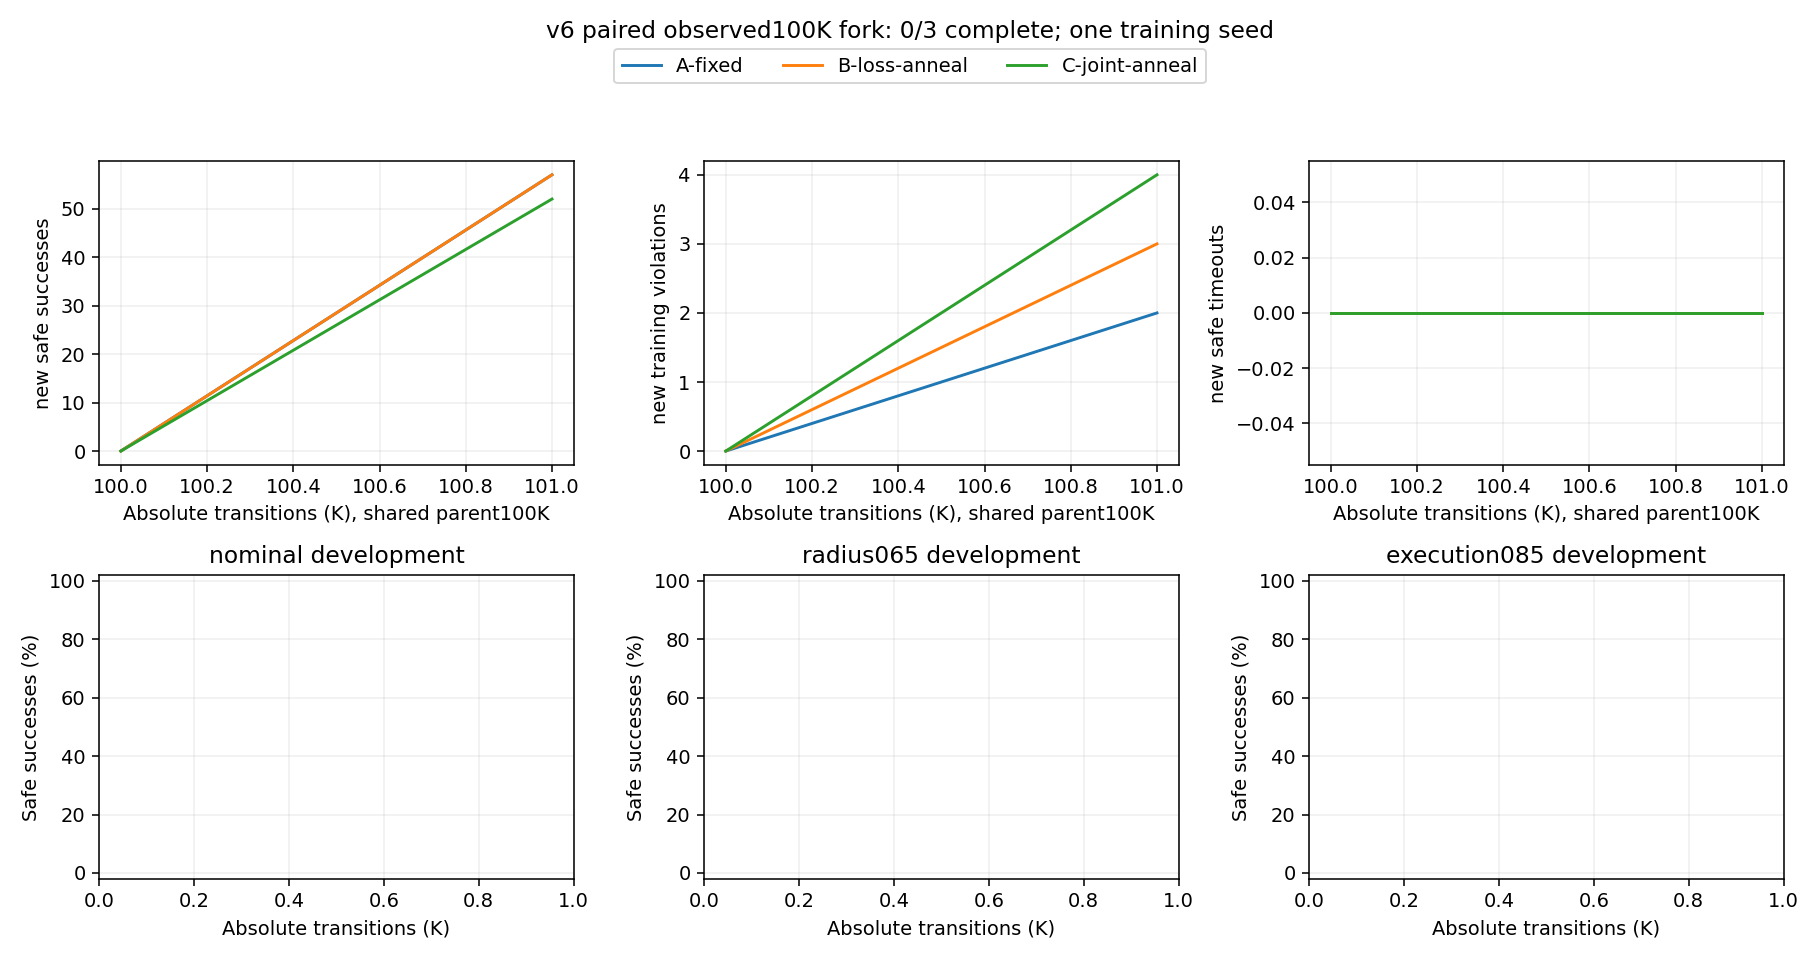 v6 paired observed100K fork: 0/3 complete; one training seed
A-fixed B-loss-anneal C-joint-anneal
new safe successes
50
40
30
20
10
0
100.0 100.2 100.4 100.6 100.8 101.0
Absolute transitions (K), shared parent100K
new training violations
4
3
2
1
0
100.0 100.2 100.4 100.6 100.8 101.0
Absolute transitions (K), shared parent100K
new safe timeouts
0.04
0.02
0.00
−0.02
−0.04
100.0 100.2 100.4 100.6 100.8 101.0
Absolute transitions (K), shared parent100K
nominal development
Safe successes (%)
100
80
60
40
20
0
0.0 0.2 0.4 0.6 0.8 1.0
Absolute transitions (K)
radius065 development
Safe successes (%)
100
80
60
40
20
0
0.0 0.2 0.4 0.6 0.8 1.0
Absolute transitions (K)
execution085 development
Safe successes (%)
100
80
60
40
20
0
0.0 0.2 0.4 0.6 0.8 1.0
Absolute transitions (K)